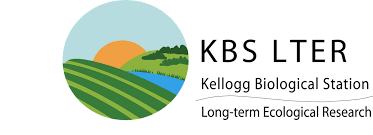 KBS LTER
Kellogg Biological Station
Long-term Ecological Research